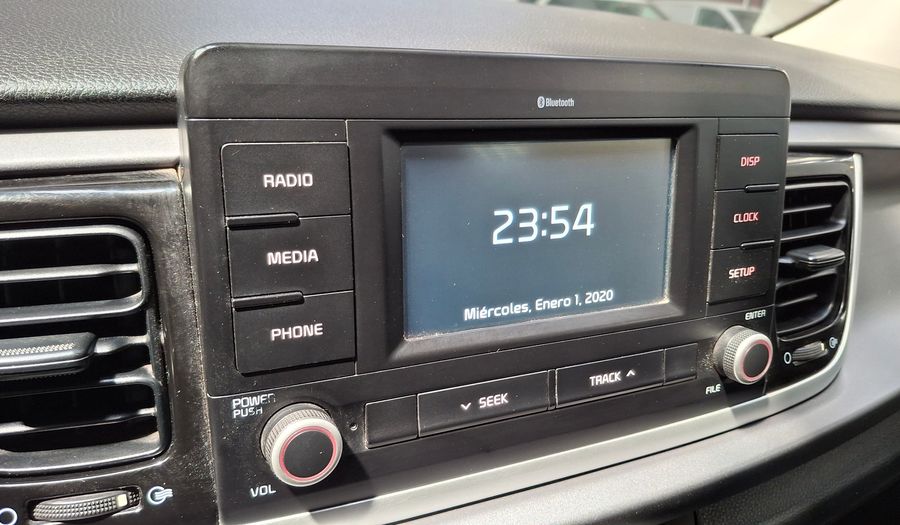 Bluetooth
RADIO
MEDIA
PHONE
23:54
Miércoles, Enero 1, 2020
DISP
CLOCK
SETUP
ENTER
FILE
POWER
PUSH
VOL
SEEK
TRACK